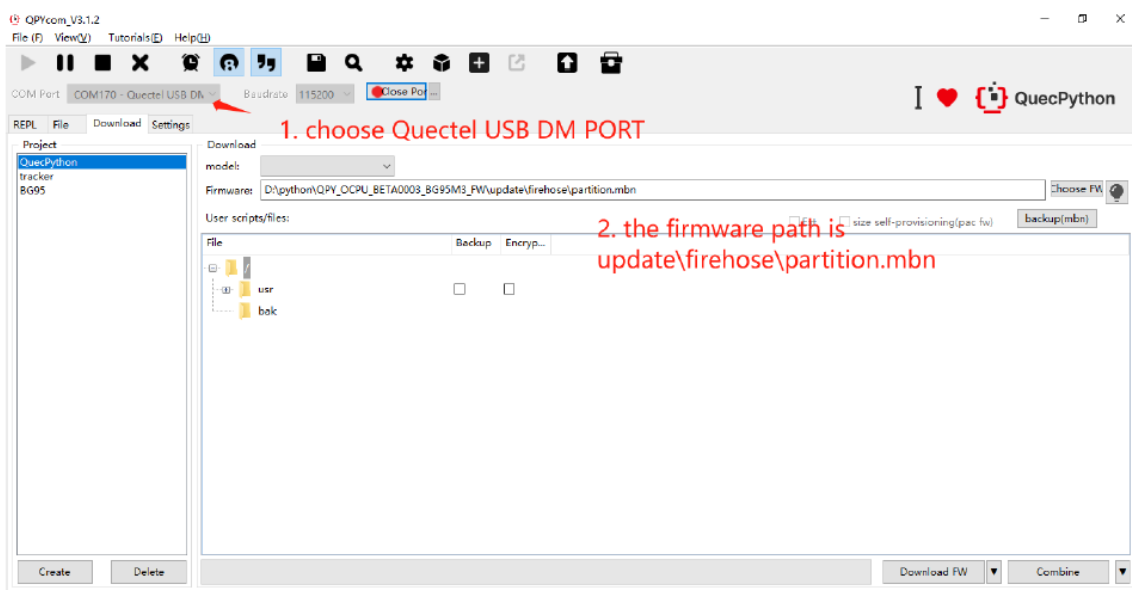 QPYcom_V3.1.2
File (F) View(V) Tutorials(E) Help(H)
COM Port COM170 - Quectel USB DM Baudrate 115200 Close Por ...
I QuecPython
REPL File Download Settings
1. choose Quectel USB DM PORT
Project
Download
QuecPython
tracker
BG95
model:
Firmware: D:\python\QPY_OCPU_BETA0003_BG95M3_FW\update\firehose\partition.mbn Choose FW
User scripts/files:
size self-provisioning(pac fw) backup(mbn)
2. the firmware path is
update\firehose\partition.mbn
File Backup Encryp...
/
usr
bak
Create Delete
Download FW Combine